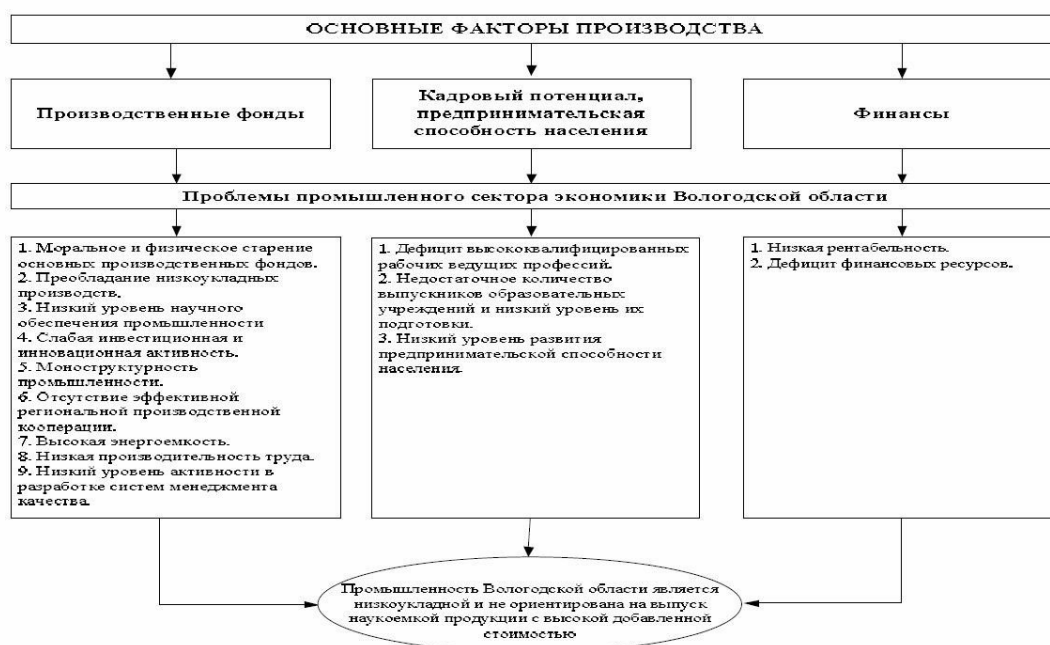 ОСНОВНЫЕ ФАКТОРЫ ПРОИЗВОДСТВА
Производственные фонды
Кадровый потенциал,
предпринимательская
способность населения
Финансы
Проблемы промышленного сектора экономики Вологодской области
1. Моральное и физическое старение
основных производственных фондов.
2. Преобладание низкоукладных
производств.
3. Низкий уровень научного
обеспечения промышленности
4. Слабая инвестиционная и
инновационная активность.
5. Моноструктурность
промышленности.
6. Отсутствие эффективной
региональной производственной
кооперации.
7. Высокая энергоемкость.
8. Низкая производительность труда.
9. Низкий уровень активности в
разработке систем менеджмента
качества.
1. Дефицит высококвалифицированных
рабочих ведущих профессий.
2. Недостаточное количество
выпускников образовательных
учреждений и низкий уровень их
подготовки.
3. Низкий уровень развития
предпринимательской способности
населения.
1. Низкая рентабельность.
2. Дефицит финансовых ресурсов.
Промышленность Вологодской области является
низкоукладной и не ориентирована на выпуск
наукоемкой продукции с высокой добавленной
стоимостью